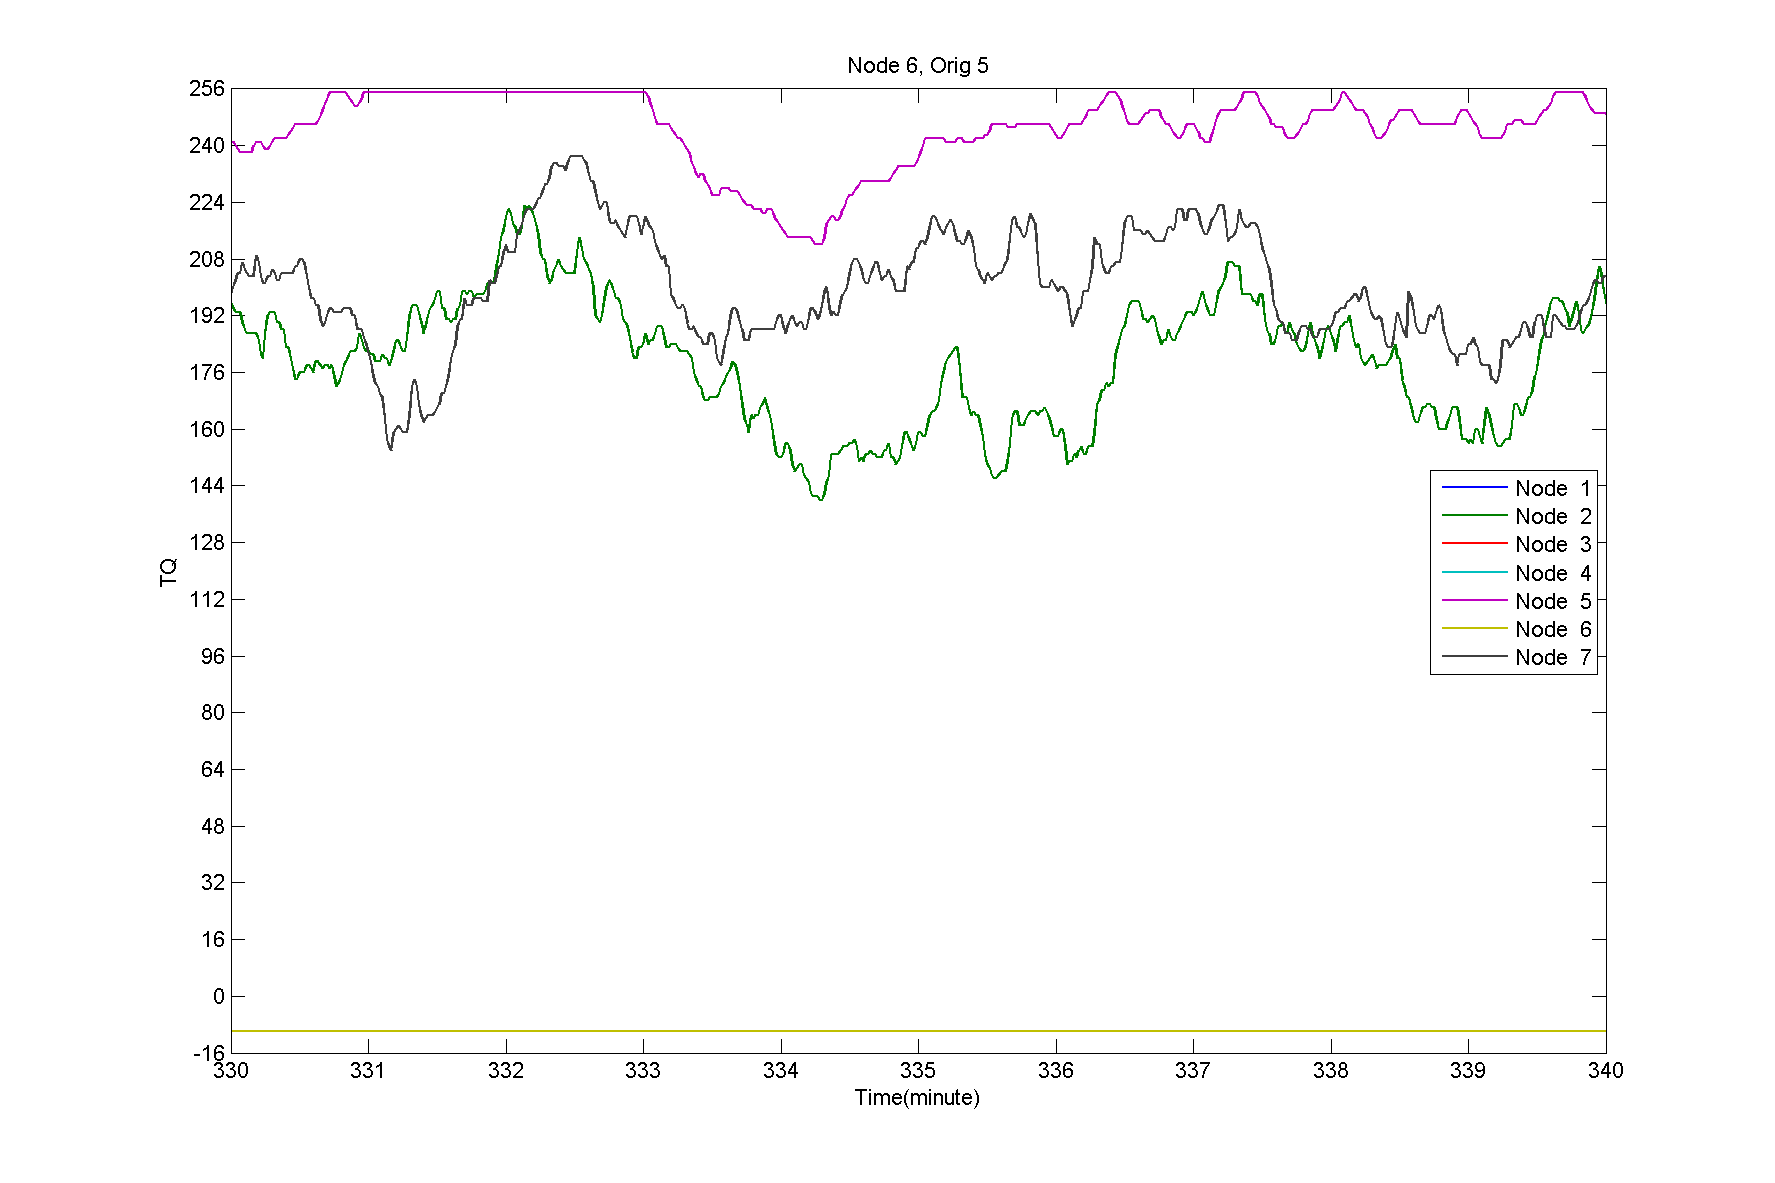 Node 6, Orig 5
256
240
224
208
192
176
160
144
128
112
96
80
64
48
32
16
0
-16
TQ
330 331 332 333 334 335 336 337 338 339 340
Time(minute)
Node 1
Node 2
Node 3
Node 4
Node 5
Node 6
Node 7